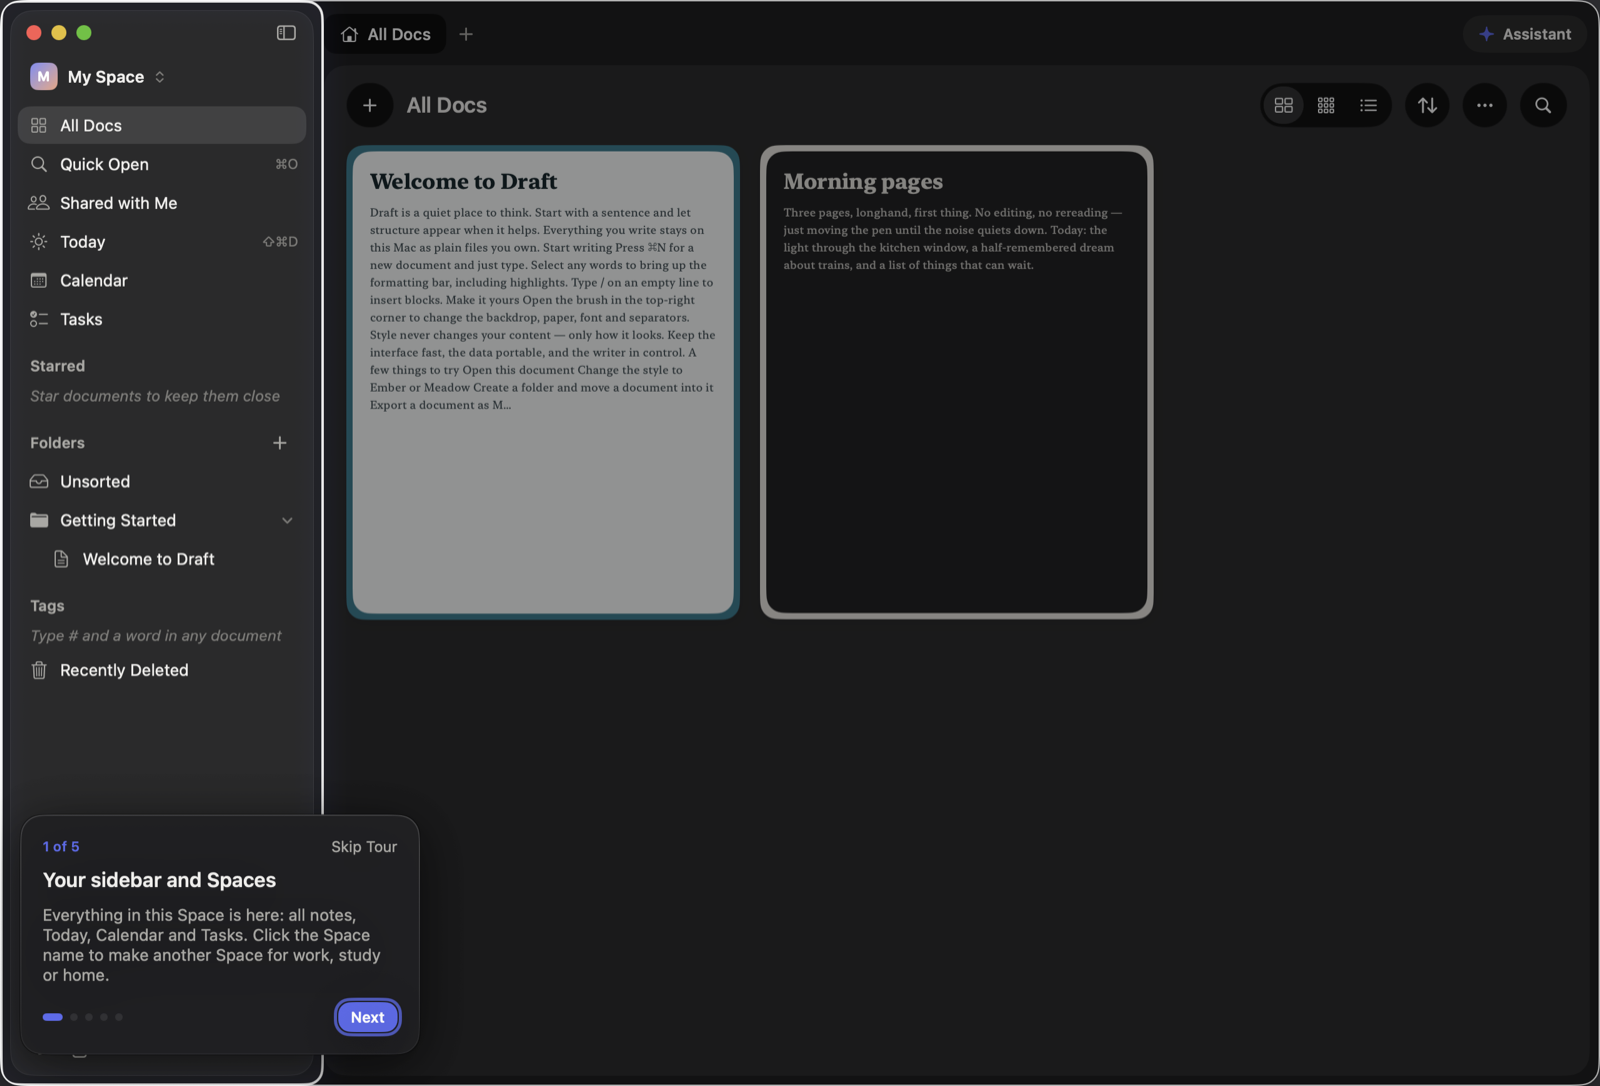 M My Space
All Docs
Quick Open ⌘O
Shared with Me
Today ⇧⌘D
Calendar
Tasks
Starred
Star documents to keep them close
Folders
Unsorted
Getting Started
Welcome to Draft
Tags
Type # and a word in any document
Recently Deleted
1 of 5 Skip Tour
Your sidebar and Spaces
Everything in this Space is here: all notes,
Today, Calendar and Tasks. Click the Space
name to make another Space for work, study
or home.
Next
All Docs
Assistant
All Docs
Welcome to Draft
Draft is a quiet place to think. Start with a sentence and let
structure appear when it helps. Everything you write stays on
this Mac as plain files you own. Start writing Press ⌘N for a
new document and just type. Select any words to bring up the
formatting bar, including highlights. Type / on an empty line to
insert blocks. Make it yours Open the brush in the top-right
corner to change the backdrop, paper, font and separators.
Style never changes your content — only how it looks. Keep the
interface fast, the data portable, and the writer in control. A
few things to try Open this document Change the style to
Ember or Meadow Create a folder and move a document into it
Export a document as M...
Morning pages
Three pages, longhand, first thing. No editing, no rereading —
just moving the pen until the noise quiets down. Today: the
light through the kitchen window, a half-remembered dream
about trains, and a list of things that can wait.